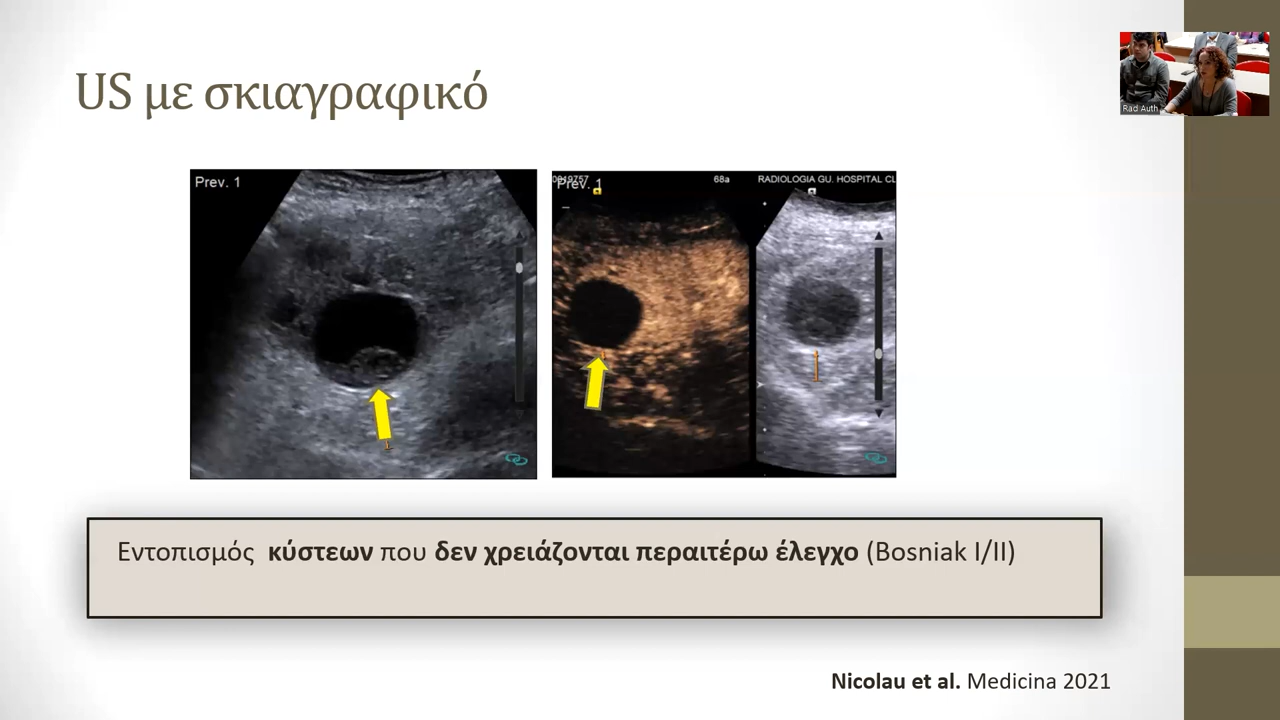 US με σκιαγραφικό
Rad Auth
Prev. 1
0019757
Prev. 1
68a
RADIOLOGIA GU. HOSPITAL CL
Εντοπισμός κύστεων που δεν χρειάζονται περαιτέρω έλεγχο (Bosniak I/II)
Nicolau et al. Medicina 2021